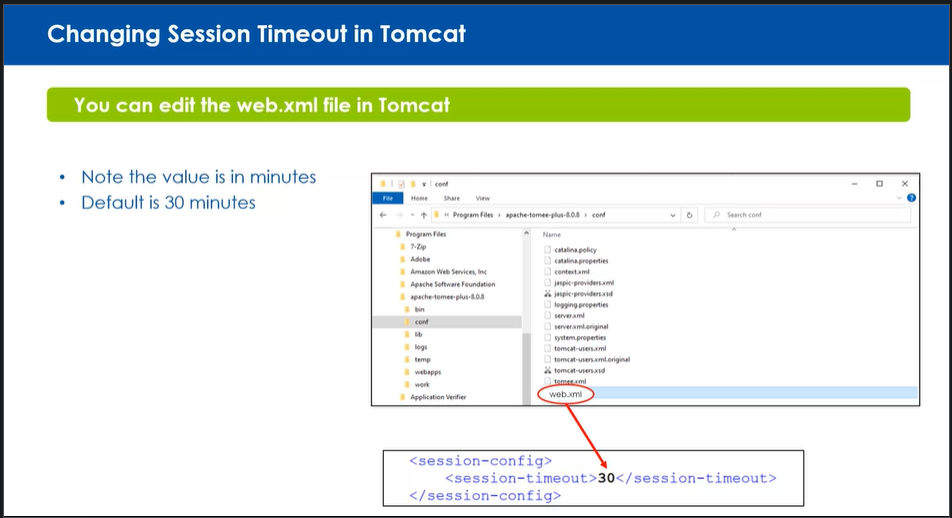 Changing Session Timeout in Tomcat
You can edit the web.xml file in Tomcat
• Note the value is in minutes
• Default is 30 minutes
conf
File Home Share View
Program Files › apache-tomee-plus-8.0.8 › conf
Search conf
Program Files
7-Zip
Adobe
Amazon Web Services, Inc
Apache Software Foundation
apache-tomee-plus-8.0.8
bin
conf
lib
logs
temp
webapps
work
Application Verifier
Name
catalina.policy
catalina.properties
context.xml
jaspic-providers.xml
jaspic-providers.xsd
logging.properties
server.xml
server.xml.original
system.properties
tomcat-users.xml
tomcat-users.xml.original
tomcat-users.xsd
tomee.xml
web.xml
<session-config>
<session-timeout>30</session-timeout>
</session-config>